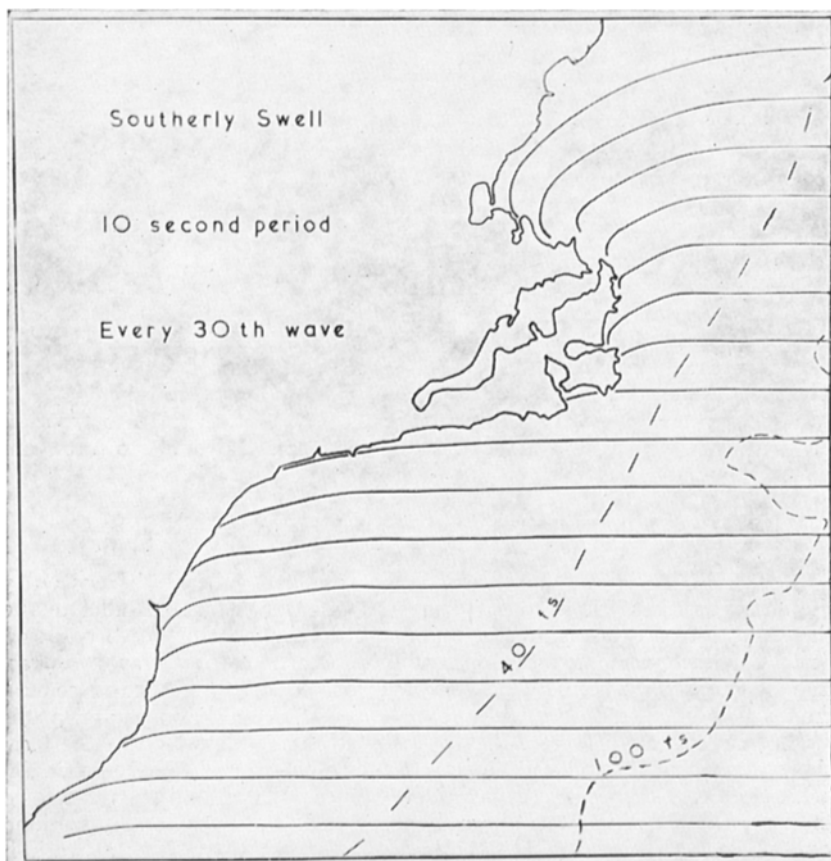 Southerly Swell
10 second period
Every 30th wave
40 fs
100 fs